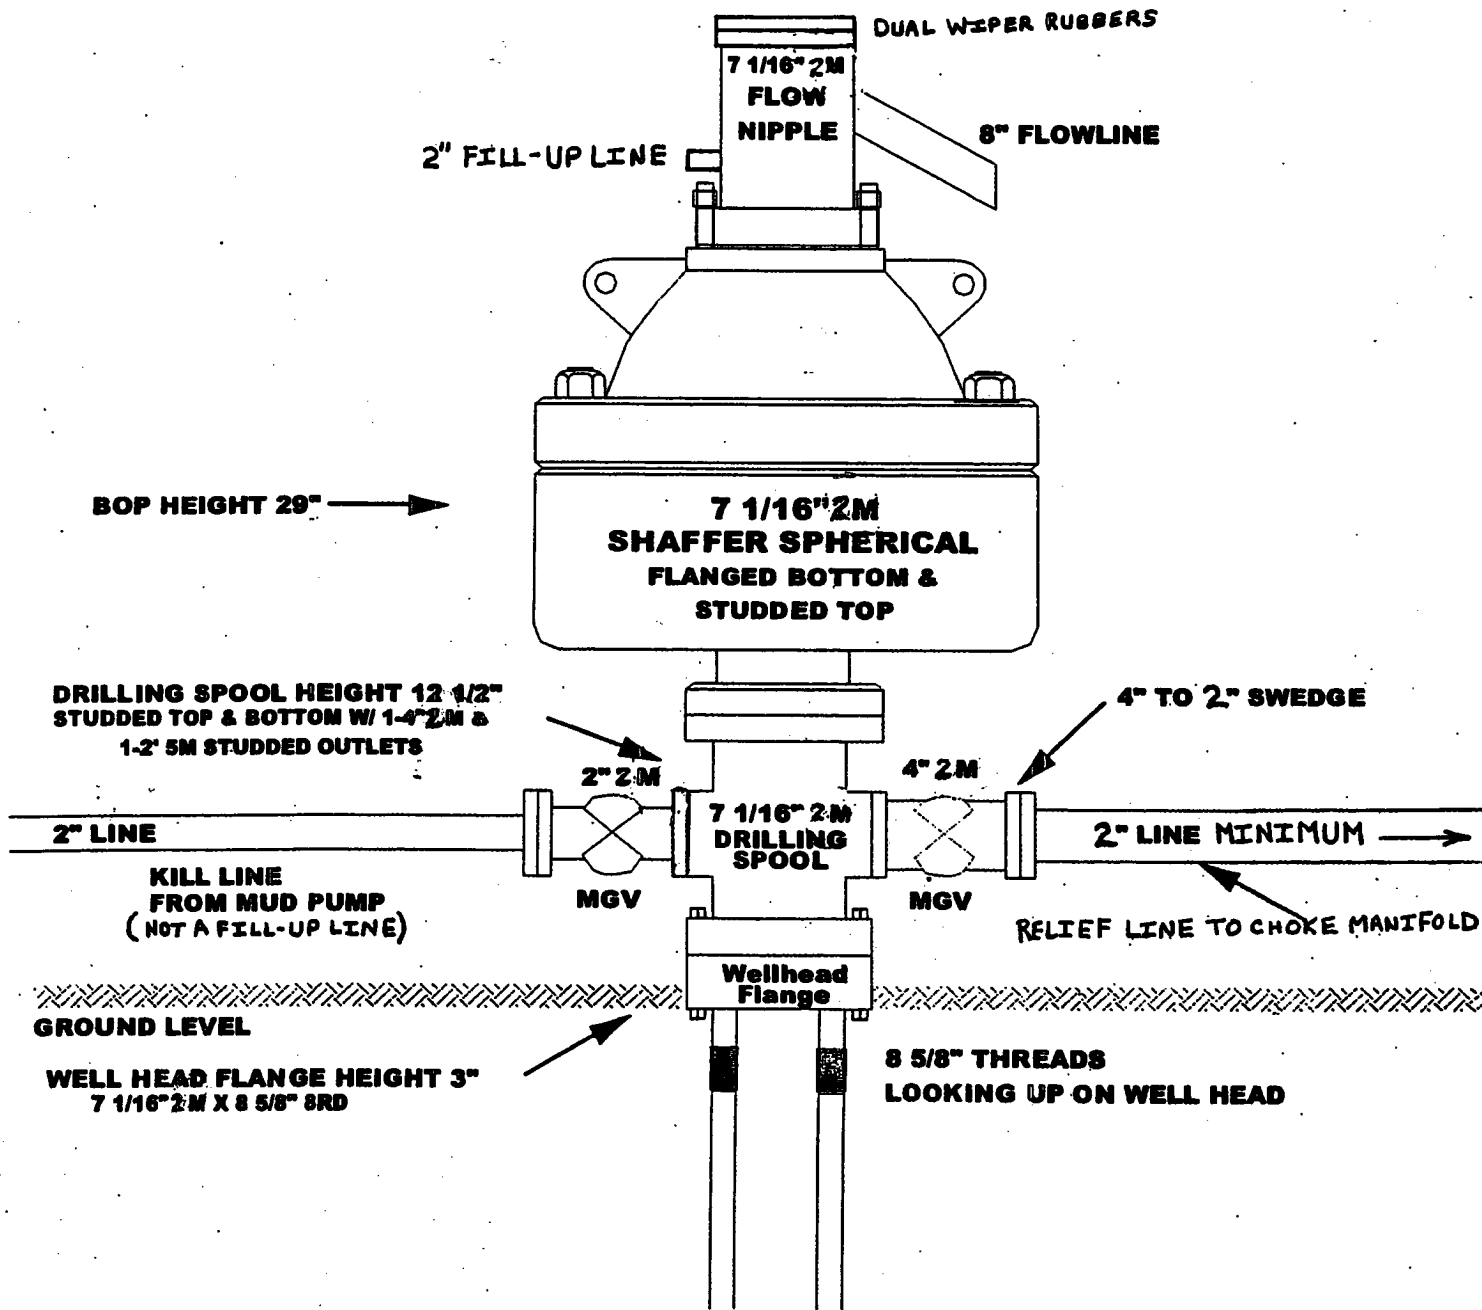 DUAL WIPER RUBBERS
7 1/16" 2M
FLOW
NIPPLE
8" FLOWLINE
2" FILL-UP LINE
BOP HEIGHT 29"
7 1/16" 2M
SHAFFER SPHERICAL
FLANGED BOTTOM &
STUDDED TOP
DRILLING SPOOL HEIGHT 12 1/2"
STUDDED TOP & BOTTOM W/ 1-4" 2M &
1-2' 5M STUDDED OUTLETS
4" TO 2" SWEDGE
2" 2M
4" 2M
7 1/16" 2M
DRILLING
SPOOL
2" LINE
2" LINE MINIMUM
KILL LINE
FROM MUD PUMP
(NOT A FILL-UP LINE)
MGV
MGV
RELIEF LINE TO CHOKE MANIFOLD
Wellhead
Flange
GROUND LEVEL
WELL HEAD FLANGE HEIGHT 3"
7 1/16" 2M X 8 5/8" 8RD
8 5/8" THREADS
LOOKING UP ON WELL HEAD